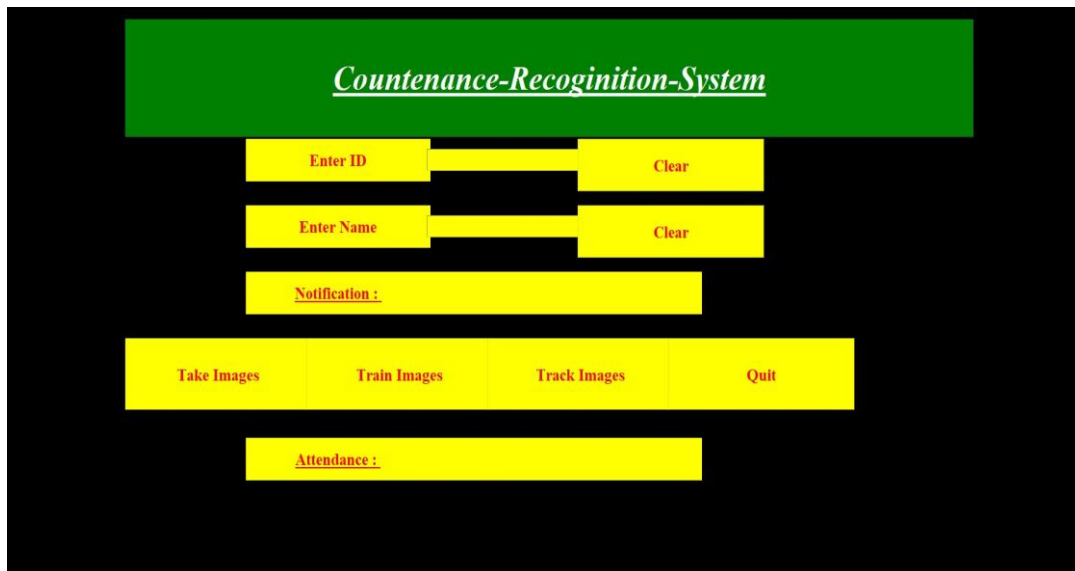 Countenance-Recoginition-System
Enter ID Clear
Enter Name Clear
Notification :
Take Images Train Images Track Images Quit
Attendance :